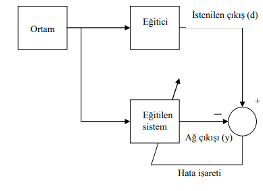 Ortam
Eğitici
İstenilen çıkış (d)
+
Eğitilen
sistem
−
Ağ çıkışı (y)
Hata işareti